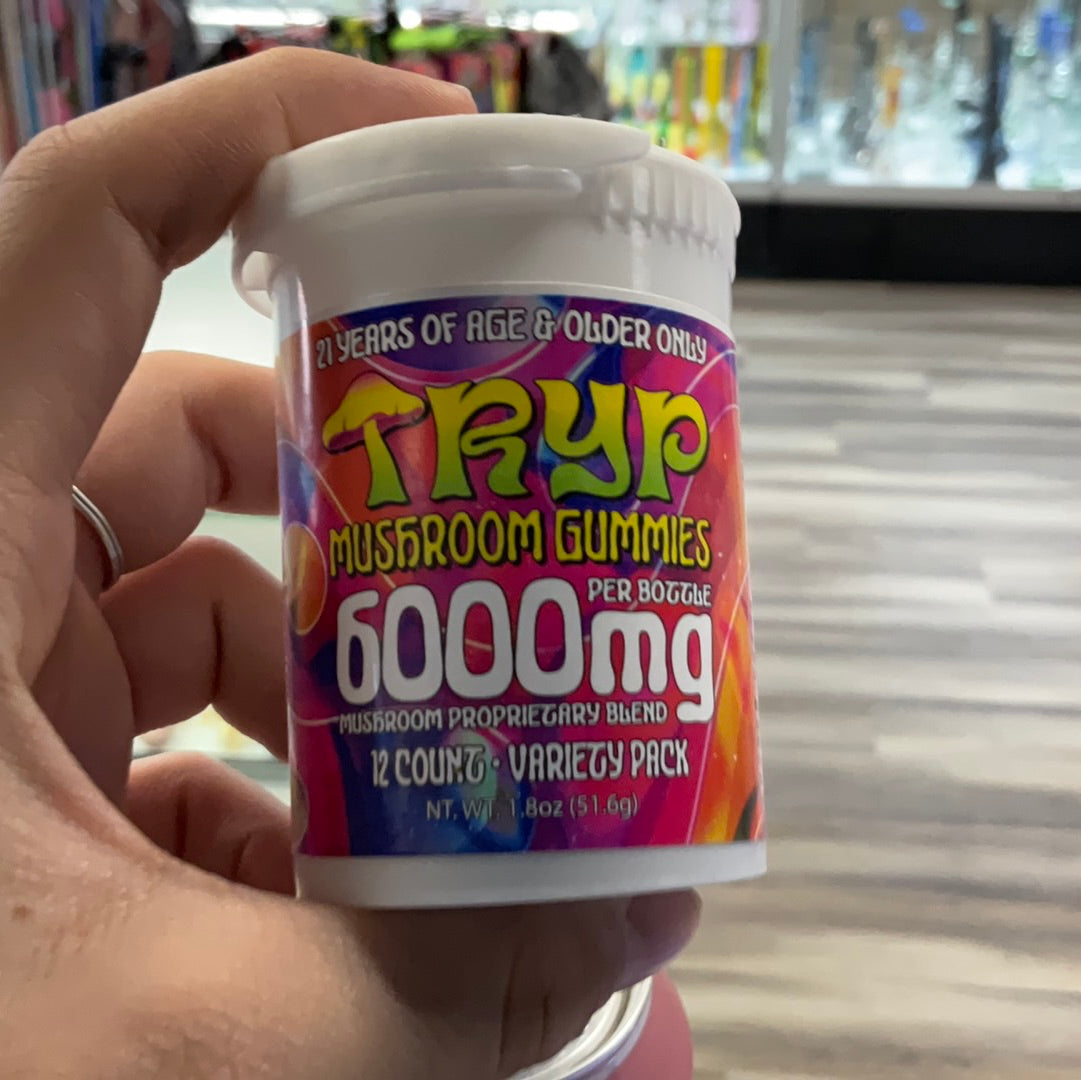 21 YEARS OF AGE & OLDER ONLY
TRYP
MUSHROOM GUMMIES
PER BOTTLE
6000mg
MUSHROOM PROPRIETARY BLEND
12 COUNT • VARIETY PACK
NT. WT. 1.8oz (51.6g)